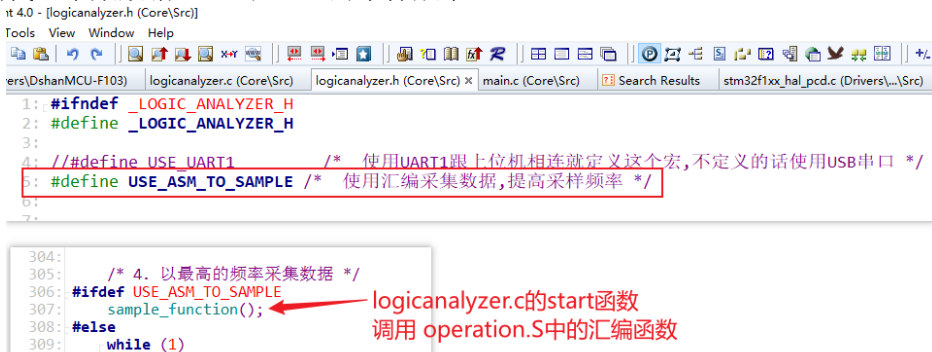 nt 4.0 - [logicanalyzer.h (Core\Src)]
Tools View Window Help
ers\DshanMCU-F103) logicanalyzer.c (Core\Src) logicanalyzer.h (Core\Src) × main.c (Core\Src) Search Results stm32f1xx_hal_pcd.c (Drivers\...\Src)
1: #ifndef _LOGIC_ANALYZER_H
2: #define _LOGIC_ANALYZER_H
3:
4: //#define USE_UART1 /* 使用UART1跟上位机相连就定义这个宏,不定义的话使用USB串口 */
5: #define USE_ASM_TO_SAMPLE /* 使用汇编采集数据,提高采样频率 */
6:
7:
304:
305: /* 4. 以最高的频率采集数据 */
306: #ifdef USE_ASM_TO_SAMPLE
307: sample_function();
308: #else
309: while (1)
logicanalyzer.c的start函数
调用 operation.S中的汇编函数